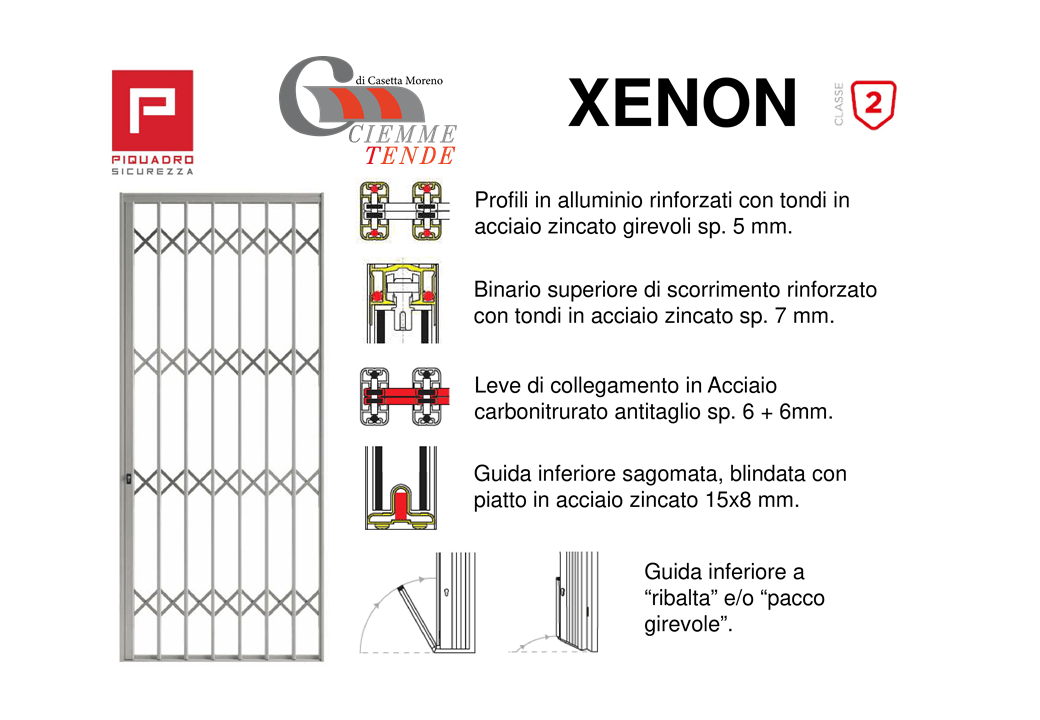 P
PIQUADRO
SICUREZZA
di Casetta Moreno
CIEMME
TENDE
XENON
CLASSE
2
Profili in alluminio rinforzati con tondi in
acciaio zincato girevoli sp. 5 mm.
Binario superiore di scorrimento rinforzato
con tondi in acciaio zincato sp. 7 mm.
Leve di collegamento in Acciaio
carbonitrurato antitaglio sp. 6 + 6mm.
Guida inferiore sagomata, blindata con
piatto in acciaio zincato 15x8 mm.
Guida inferiore a
“ribalta” e/o “pacco
girevole”.